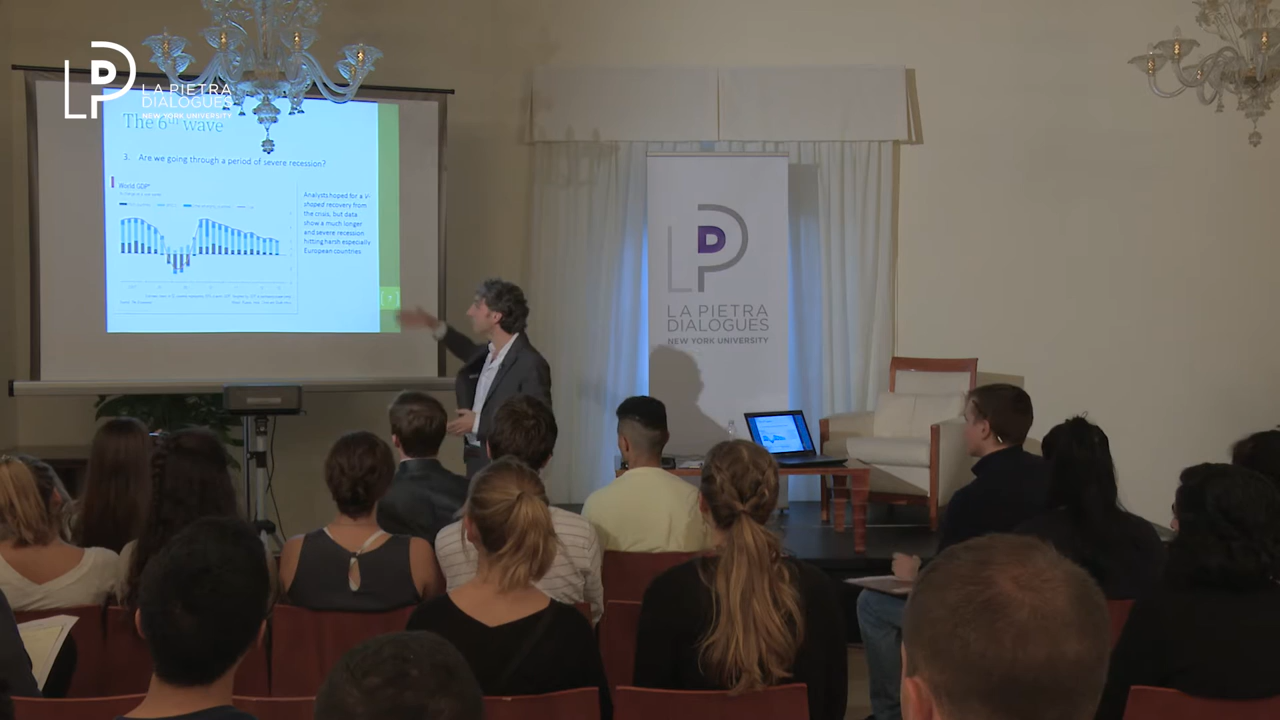 LA PIETRA
DIALOGUES
NEW YORK UNIVERSITY
The 6th wave
3. Are we going through a period of severe recession?
World GDP
Analysts hoped for a V-
shaped recovery from
the crisis, but data
show a much longer
and severe recession
hitting harsh especially
European countries.
7
LPD
LA PIETRA
DIALOGUES
NEW YORK UNIVERSITY